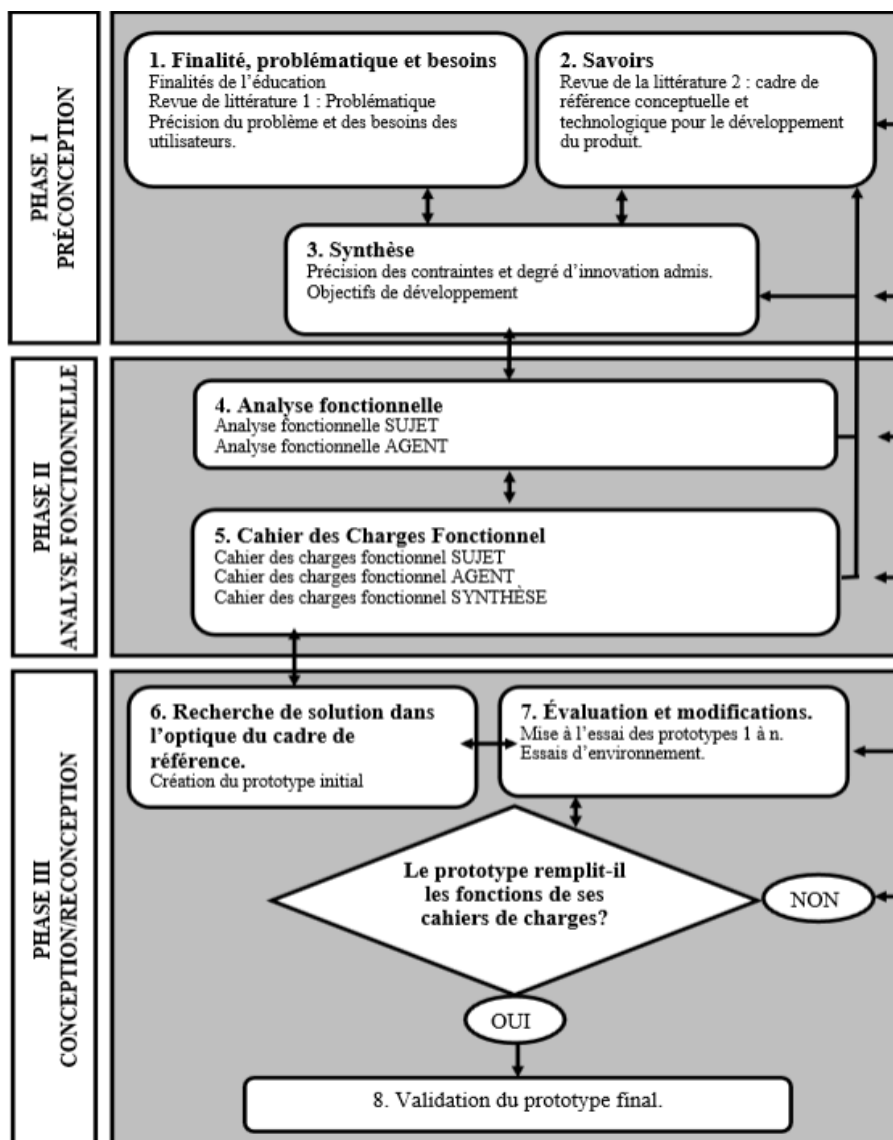 PHASE I
PRÉCONCEPTION
1. Finalité, problématique et besoins
Finalités de l'éducation
Revue de littérature 1 : Problématique
Précision du problème et des besoins des
utilisateurs.
2. Savoirs
Revue de la littérature 2 : cadre de
référence conceptuelle et
technologique pour le développement
du produit.
3. Synthèse
Précision des contraintes et degré d'innovation admis.
Objectifs de développement
PHASE II
ANALYSE FONCTIONNELLE
4. Analyse fonctionnelle
Analyse fonctionnelle SUJET
Analyse fonctionnelle AGENT
5. Cahier des Charges Fonctionnel
Cahier des charges fonctionnel SUJET
Cahier des charges fonctionnel AGENT
Cahier des charges fonctionnel SYNTHÈSE
PHASE III
CONCEPTION/RECONCEPTION
6. Recherche de solution dans
l'optique du cadre de
référence.
Création du prototype initial
7. Évaluation et modifications.
Mise à l'essai des prototypes 1 à n.
Essais d'environnement.
Le prototype remplit-il
les fonctions de ses
cahiers de charges?
NON
OUI
8. Validation du prototype final.